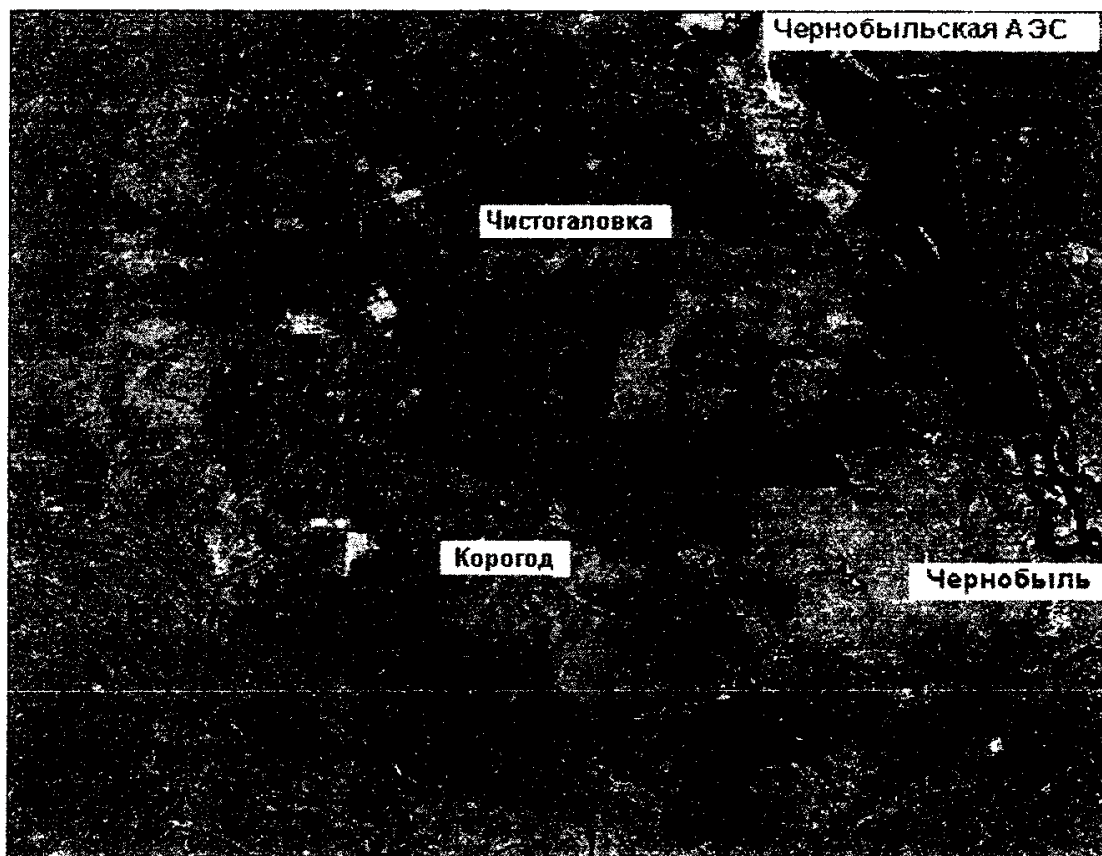 Чернобыльская АЭС
Чистогаловка
Корогод
Чернобыль